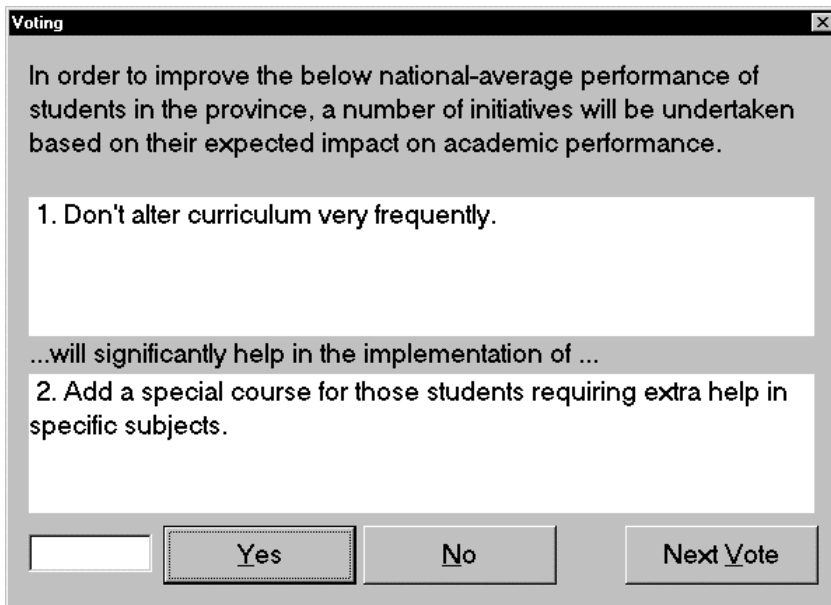 Voting
In order to improve the below national-average performance of
students in the province, a number of initiatives will be undertaken
based on their expected impact on academic performance.
1. Don't alter curriculum very frequently.
...will significantly help in the implementation of ...
2. Add a special course for those students requiring extra help in
specific subjects.
Yes No Next Vote